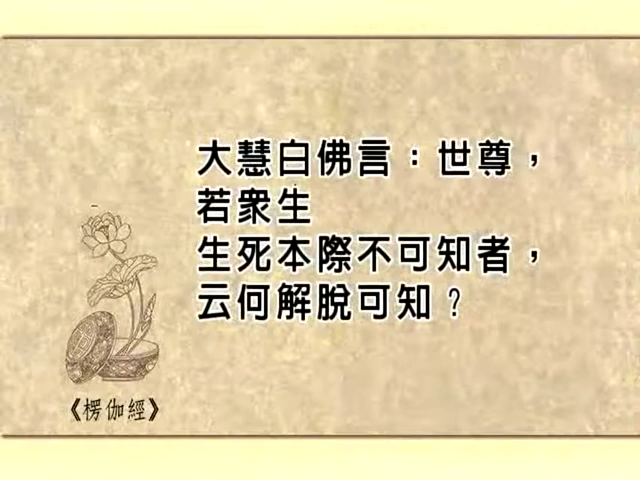 大慧白佛言：世尊，
若衆生
生死本際不可知者，
云何解脫可知？
《楞伽經》